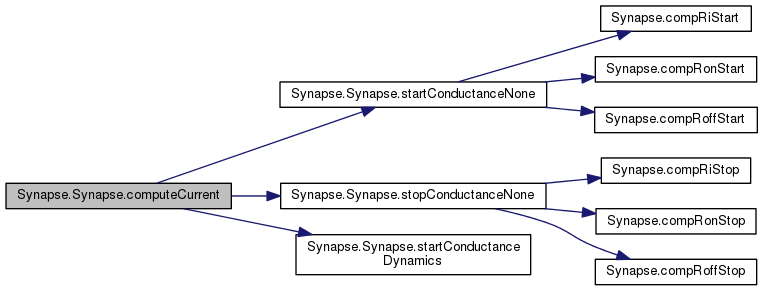 Synapse.compRiStart
Synapse.compRonStart
Synapse.Synapse.startConductanceNone
Synapse.compRoffStart
Synapse.compRiStop
Synapse.Synapse.computeCurrent
Synapse.Synapse.stopConductanceNone
Synapse.compRonStop
Synapse.Synapse.startConductance
Dynamics
Synapse.compRoffStop